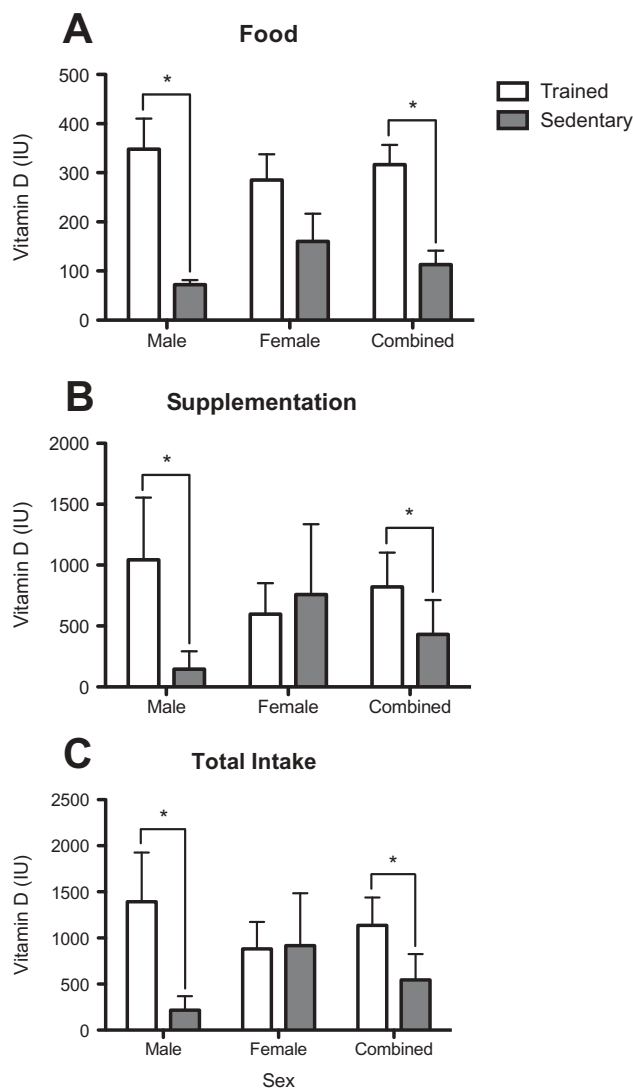 A Food
500
400
300
200
100
0
Vitamin D (IU)
*
*
Trained
Sedentary
Male Female Combined
B Supplementation
2000
1500
1000
500
0
Vitamin D (IU)
*
*
Male Female Combined
C Total Intake
2500
2000
1500
1000
500
0
Vitamin D (IU)
*
*
Male Female Combined
Sex